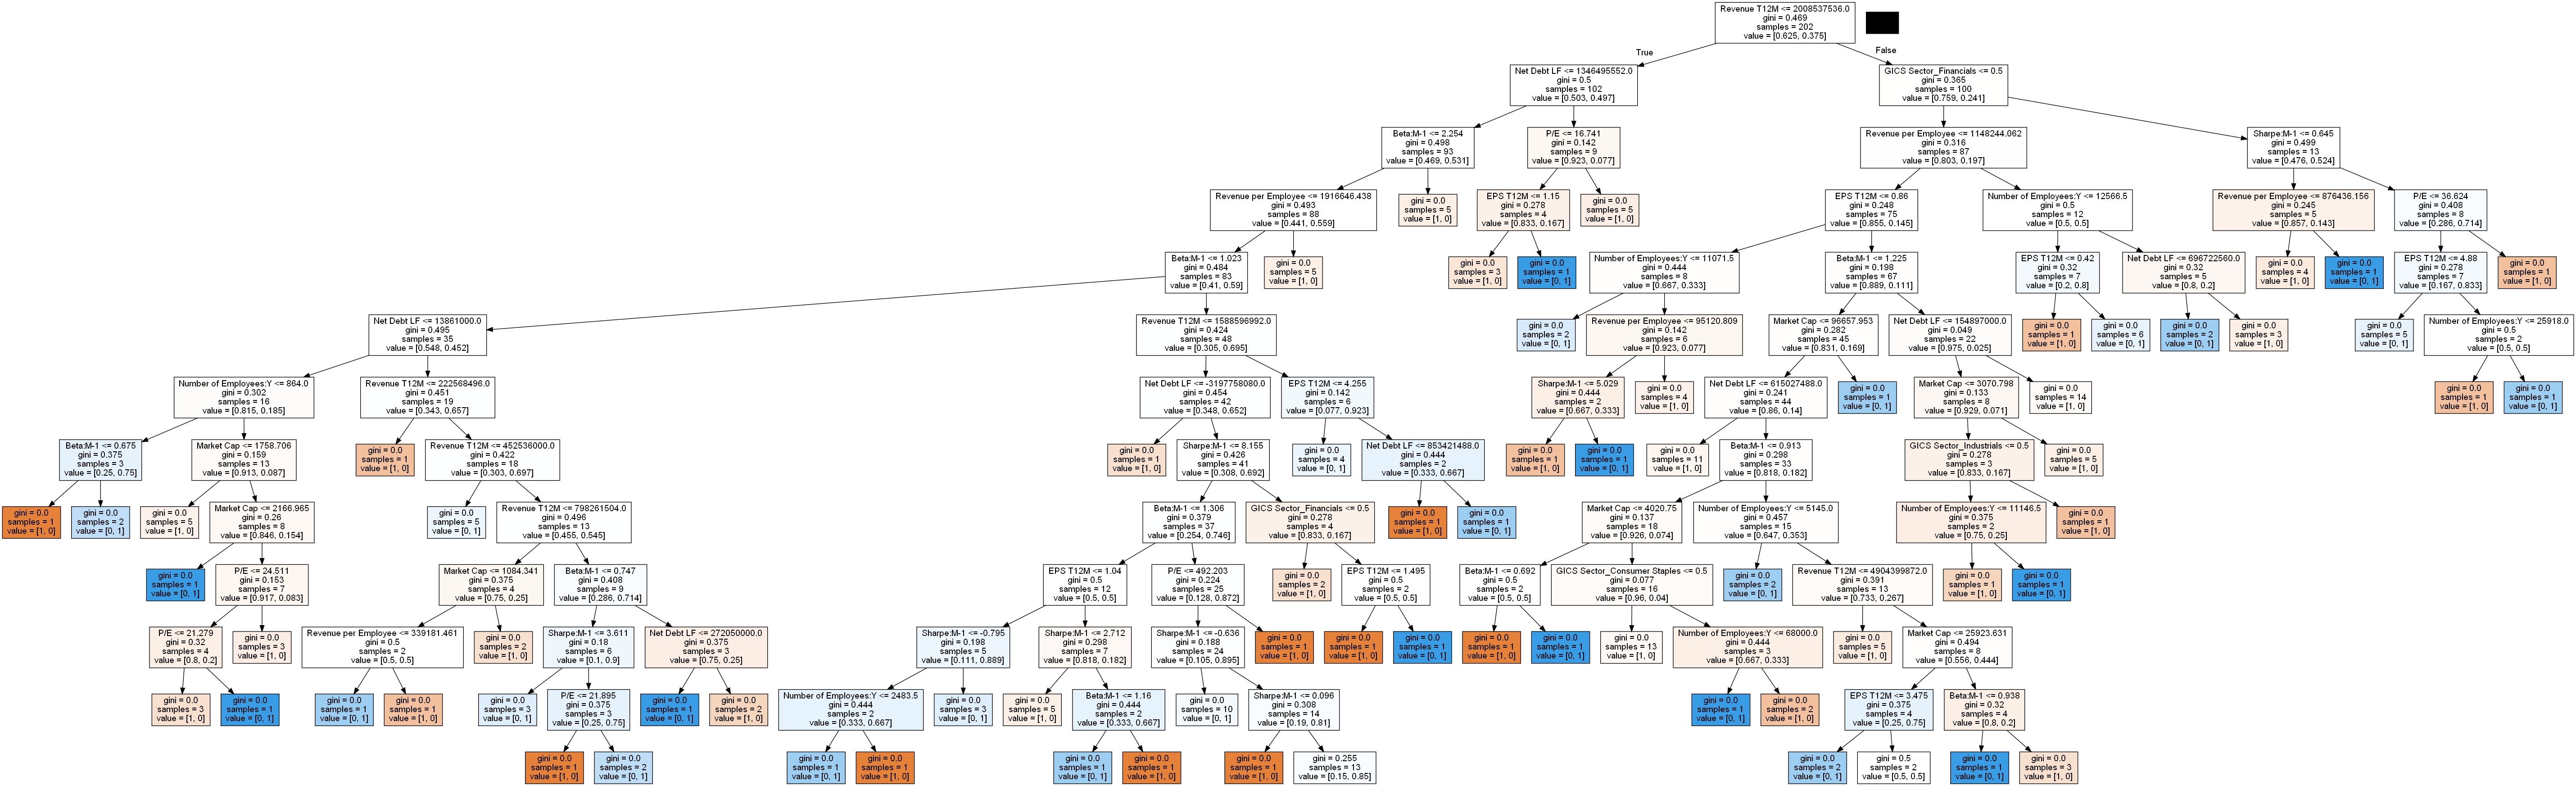 Revenue T12M <= 2008537536.0
gini = 0.469
samples = 202
value = [0.625, 0.375]
True
False
Net Debt LF <= 1346495552.0
gini = 0.5
samples = 102
value = [0.503, 0.497]
GICS Sector_Financials <= 0.5
gini = 0.365
samples = 100
value = [0.759, 0.241]
Beta:M-1 <= 2.254
gini = 0.498
samples = 93
value = [0.469, 0.531]
P/E <= 16.741
gini = 0.142
samples = 9
value = [0.923, 0.077]
Revenue per Employee <= 1148244.062
gini = 0.316
samples = 87
value = [0.803, 0.197]
Sharpe:M-1 <= 0.645
gini = 0.499
samples = 13
value = [0.476, 0.524]
Revenue per Employee <= 1916646.438
gini = 0.493
samples = 88
value = [0.441, 0.559]
gini = 0.0
samples = 5
value = [1, 0]
EPS T12M <= 1.15
gini = 0.278
samples = 4
value = [0.833, 0.167]
gini = 0.0
samples = 5
value = [1, 0]
EPS T12M <= 0.86
gini = 0.248
samples = 75
value = [0.855, 0.145]
Number of Employees:Y <= 12566.5
gini = 0.5
samples = 12
value = [0.5, 0.5]
Revenue per Employee <= 876436.156
gini = 0.245
samples = 5
value = [0.857, 0.143]
P/E <= 36.624
gini = 0.408
samples = 8
value = [0.286, 0.714]
Beta:M-1 <= 1.023
gini = 0.484
samples = 83
value = [0.41, 0.59]
gini = 0.0
samples = 5
value = [1, 0]
gini = 0.0
samples = 3
value = [1, 0]
gini = 0.0
samples = 1
value = [0, 1]
Number of Employees:Y <= 11071.5
gini = 0.444
samples = 8
value = [0.667, 0.333]
Beta:M-1 <= 1.225
gini = 0.198
samples = 67
value = [0.889, 0.111]
EPS T12M <= 0.42
gini = 0.32
samples = 7
value = [0.2, 0.8]
Net Debt LF <= 696722560.0
gini = 0.32
samples = 5
value = [0.8, 0.2]
gini = 0.0
samples = 4
value = [1, 0]
gini = 0.0
samples = 1
value = [0, 1]
EPS T12M <= 4.88
gini = 0.278
samples = 7
value = [0.167, 0.833]
gini = 0.0
samples = 1
value = [1, 0]
Net Debt LF <= 13861000.0
gini = 0.495
samples = 35
value = [0.548, 0.452]
Revenue T12M <= 1588596992.0
gini = 0.424
samples = 48
value = [0.305, 0.695]
gini = 0.0
samples = 2
value = [0, 1]
Revenue per Employee <= 95120.809
gini = 0.142
samples = 6
value = [0.923, 0.077]
Market Cap <= 96657.953
gini = 0.282
samples = 45
value = [0.831, 0.169]
Net Debt LF <= 154897000.0
gini = 0.049
samples = 22
value = [0.975, 0.025]
gini = 0.0
samples = 1
value = [1, 0]
gini = 0.0
samples = 6
value = [0, 1]
gini = 0.0
samples = 2
value = [0, 1]
gini = 0.0
samples = 3
value = [1, 0]
gini = 0.0
samples = 5
value = [0, 1]
Number of Employees:Y <= 25918.0
gini = 0.5
samples = 2
value = [0.5, 0.5]
Number of Employees:Y <= 864.0
gini = 0.302
samples = 16
value = [0.815, 0.185]
Revenue T12M <= 222568496.0
gini = 0.451
samples = 19
value = [0.343, 0.657]
Net Debt LF <= -3197758080.0
gini = 0.454
samples = 42
value = [0.348, 0.652]
EPS T12M <= 4.255
gini = 0.142
samples = 6
value = [0.077, 0.923]
Sharpe:M-1 <= 5.029
gini = 0.444
samples = 2
value = [0.667, 0.333]
gini = 0.0
samples = 4
value = [1, 0]
Net Debt LF <= 615027488.0
gini = 0.241
samples = 44
value = [0.86, 0.14]
gini = 0.0
samples = 1
value = [0, 1]
Market Cap <= 3070.798
gini = 0.133
samples = 8
value = [0.929, 0.071]
gini = 0.0
samples = 14
value = [1, 0]
gini = 0.0
samples = 1
value = [1, 0]
gini = 0.0
samples = 1
value = [0, 1]
Beta:M-1 <= 0.675
gini = 0.375
samples = 3
value = [0.25, 0.75]
Market Cap <= 1758.706
gini = 0.159
samples = 13
value = [0.913, 0.087]
gini = 0.0
samples = 1
value = [1, 0]
Revenue T12M <= 452536000.0
gini = 0.422
samples = 18
value = [0.303, 0.697]
gini = 0.0
samples = 1
value = [1, 0]
Sharpe:M-1 <= 8.155
gini = 0.426
samples = 41
value = [0.308, 0.692]
gini = 0.0
samples = 4
value = [0, 1]
Net Debt LF <= 853421488.0
gini = 0.444
samples = 2
value = [0.333, 0.667]
gini = 0.0
samples = 1
value = [1, 0]
gini = 0.0
samples = 1
value = [0, 1]
gini = 0.0
samples = 11
value = [1, 0]
Beta:M-1 <= 0.913
gini = 0.298
samples = 33
value = [0.818, 0.182]
GICS Sector_Industrials <= 0.5
gini = 0.278
samples = 3
value = [0.833, 0.167]
gini = 0.0
samples = 5
value = [1, 0]
gini = 0.0
samples = 1
value = [1, 0]
gini = 0.0
samples = 2
value = [0, 1]
gini = 0.0
samples = 5
value = [1, 0]
Market Cap <= 2166.965
gini = 0.26
samples = 8
value = [0.846, 0.154]
gini = 0.0
samples = 5
value = [0, 1]
Revenue T12M <= 798261504.0
gini = 0.496
samples = 13
value = [0.455, 0.545]
Beta:M-1 <= 1.306
gini = 0.379
samples = 37
value = [0.254, 0.746]
GICS Sector_Financials <= 0.5
gini = 0.278
samples = 4
value = [0.833, 0.167]
gini = 0.0
samples = 1
value = [1, 0]
gini = 0.0
samples = 1
value = [0, 1]
Market Cap <= 4020.75
gini = 0.137
samples = 18
value = [0.926, 0.074]
Number of Employees:Y <= 5145.0
gini = 0.457
samples = 15
value = [0.647, 0.353]
Number of Employees:Y <= 11146.5
gini = 0.375
samples = 2
value = [0.75, 0.25]
gini = 0.0
samples = 1
value = [1, 0]
gini = 0.0
samples = 1
value = [0, 1]
P/E <= 24.511
gini = 0.153
samples = 7
value = [0.917, 0.083]
Market Cap <= 1084.341
gini = 0.375
samples = 4
value = [0.75, 0.25]
Beta:M-1 <= 0.747
gini = 0.408
samples = 9
value = [0.286, 0.714]
EPS T12M <= 1.04
gini = 0.5
samples = 12
value = [0.5, 0.5]
P/E <= 492.203
gini = 0.224
samples = 25
value = [0.128, 0.872]
gini = 0.0
samples = 2
value = [1, 0]
EPS T12M <= 1.495
gini = 0.5
samples = 2
value = [0.5, 0.5]
Beta:M-1 <= 0.692
gini = 0.5
samples = 2
value = [0.5, 0.5]
GICS Sector_Consumer Staples <= 0.5
gini = 0.077
samples = 16
value = [0.96, 0.04]
gini = 0.0
samples = 2
value = [0, 1]
Revenue T12M <= 4904399872.0
gini = 0.391
samples = 13
value = [0.733, 0.267]
gini = 0.0
samples = 1
value = [1, 0]
gini = 0.0
samples = 1
value = [0, 1]
P/E <= 21.279
gini = 0.32
samples = 4
value = [0.8, 0.2]
gini = 0.0
samples = 3
value = [1, 0]
Revenue per Employee <= 339181.461
gini = 0.5
samples = 2
value = [0.5, 0.5]
gini = 0.0
samples = 2
value = [1, 0]
Sharpe:M-1 <= 3.611
gini = 0.18
samples = 6
value = [0.1, 0.9]
Net Debt LF <= 272050000.0
gini = 0.375
samples = 3
value = [0.75, 0.25]
Sharpe:M-1 <= -0.795
gini = 0.198
samples = 5
value = [0.111, 0.889]
Sharpe:M-1 <= 2.712
gini = 0.298
samples = 7
value = [0.818, 0.182]
Sharpe:M-1 <= -0.636
gini = 0.188
samples = 24
value = [0.105, 0.895]
gini = 0.0
samples = 1
value = [1, 0]
gini = 0.0
samples = 1
value = [1, 0]
gini = 0.0
samples = 1
value = [0, 1]
gini = 0.0
samples = 1
value = [1, 0]
gini = 0.0
samples = 1
value = [0, 1]
gini = 0.0
samples = 13
value = [1, 0]
Number of Employees:Y <= 68000.0
gini = 0.444
samples = 3
value = [0.667, 0.333]
gini = 0.0
samples = 5
value = [1, 0]
Market Cap <= 25923.631
gini = 0.494
samples = 8
value = [0.556, 0.444]
gini = 0.0
samples = 3
value = [1, 0]
gini = 0.0
samples = 1
value = [0, 1]
gini = 0.0
samples = 1
value = [0, 1]
gini = 0.0
samples = 1
value = [1, 0]
gini = 0.0
samples = 3
value = [0, 1]
P/E <= 21.895
gini = 0.375
samples = 3
value = [0.25, 0.75]
gini = 0.0
samples = 1
value = [0, 1]
gini = 0.0
samples = 2
value = [1, 0]
Number of Employees:Y <= 2483.5
gini = 0.444
samples = 2
value = [0.333, 0.667]
gini = 0.0
samples = 3
value = [0, 1]
gini = 0.0
samples = 5
value = [1, 0]
Beta:M-1 <= 1.16
gini = 0.444
samples = 2
value = [0.333, 0.667]
gini = 0.0
samples = 10
value = [0, 1]
Sharpe:M-1 <= 0.096
gini = 0.308
samples = 14
value = [0.19, 0.81]
gini = 0.0
samples = 1
value = [0, 1]
gini = 0.0
samples = 2
value = [1, 0]
EPS T12M <= 3.475
gini = 0.375
samples = 4
value = [0.25, 0.75]
Beta:M-1 <= 0.938
gini = 0.32
samples = 4
value = [0.8, 0.2]
gini = 0.0
samples = 1
value = [1, 0]
gini = 0.0
samples = 2
value = [0, 1]
gini = 0.0
samples = 1
value = [0, 1]
gini = 0.0
samples = 1
value = [1, 0]
gini = 0.0
samples = 1
value = [0, 1]
gini = 0.0
samples = 1
value = [1, 0]
gini = 0.0
samples = 1
value = [1, 0]
gini = 0.255
samples = 13
value = [0.15, 0.85]
gini = 0.0
samples = 2
value = [0, 1]
gini = 0.5
samples = 2
value = [0.5, 0.5]
gini = 0.0
samples = 1
value = [0, 1]
gini = 0.0
samples = 3
value = [1, 0]